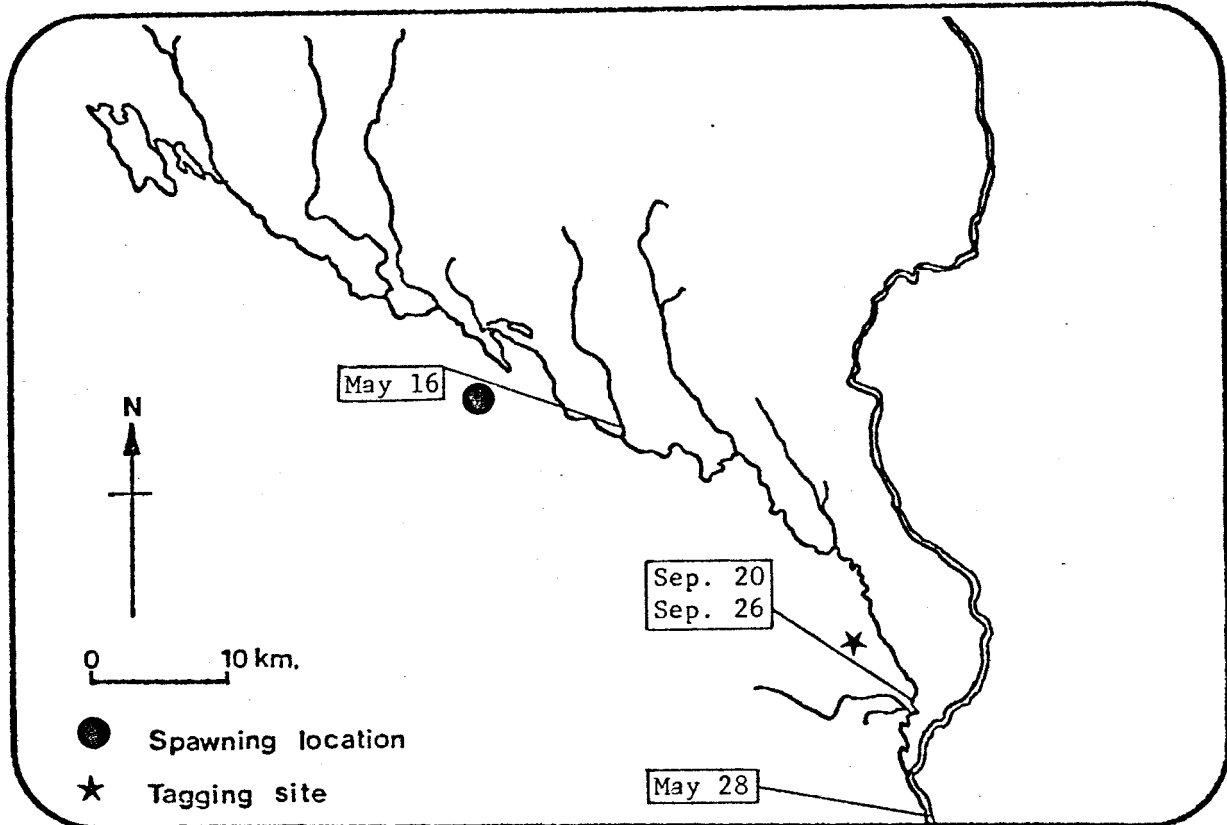 May 16
N
Sep. 20
Sep. 26
0 10 km.
Spawning location
Tagging site
May 28